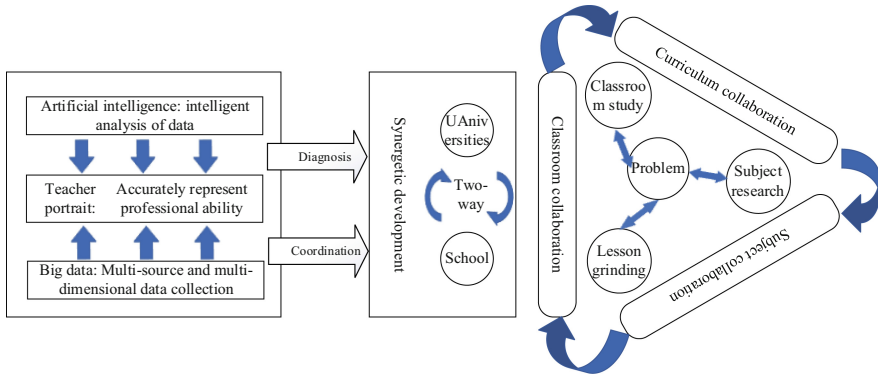 Artificial intelligence: intelligent
analysis of data
Teacher Accurately represent
portrait: professional ability
Big data: Multi-source and multi-
dimensional data collection
Diagnosis
Coordination
Synergetic development
UAniv
ersities
Two-
way
School
Classroom collaboration
Curriculum collaboration
Subject collaboration
Classroo
m study
Problem
Subject
research
Lesson
grinding